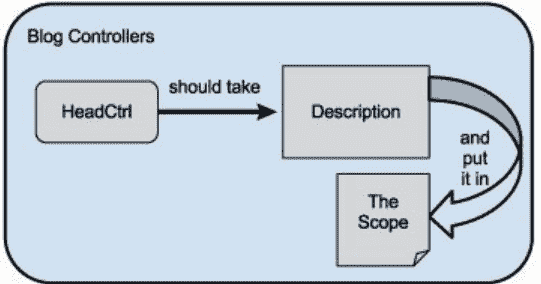 Blog Controllers
HeadCtrl
should take
Description
and
put
it in
The
Scope